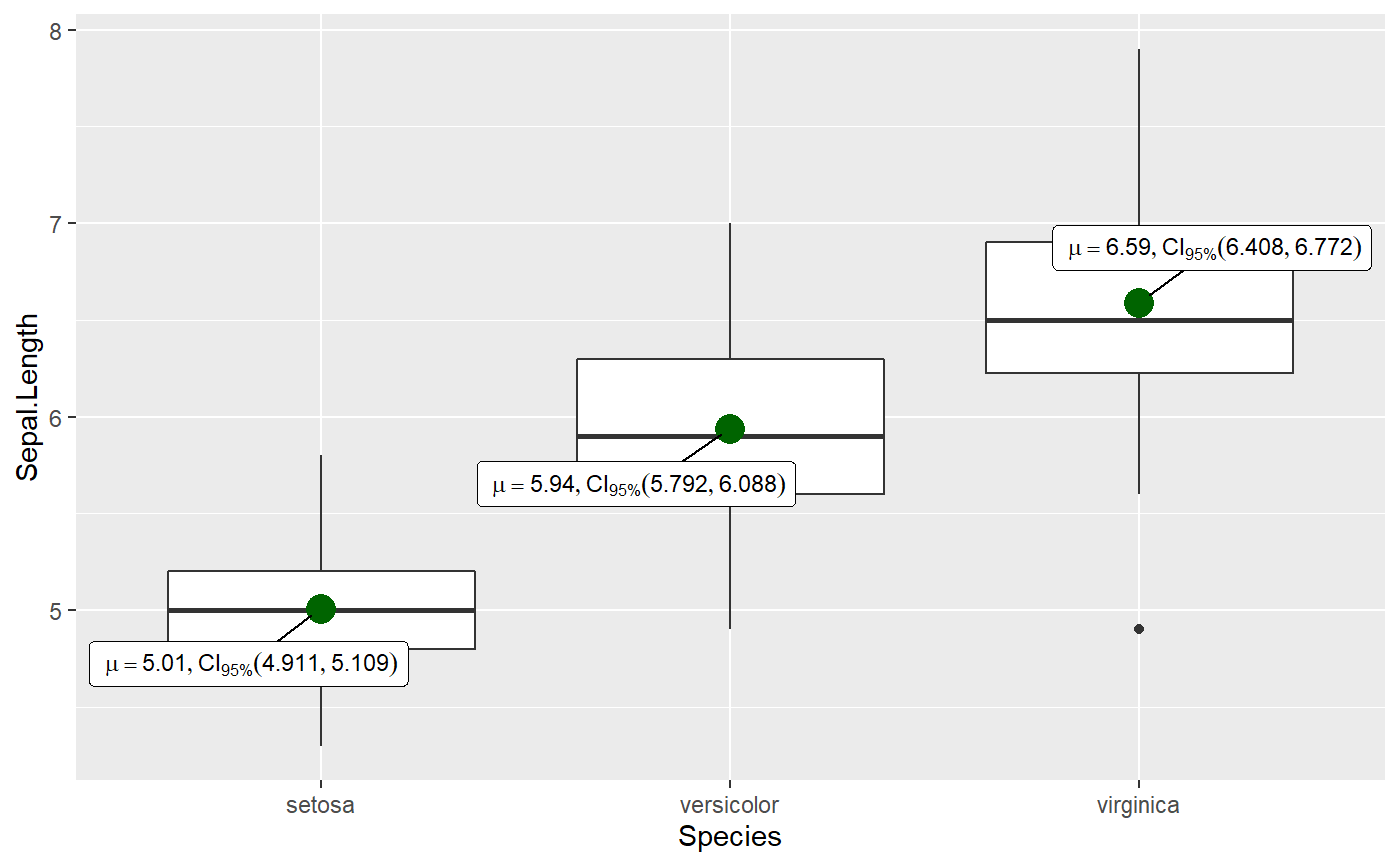 8
7
μ = 6.59, CI95%(6.408, 6.772)
Sepal.Length
6
μ = 5.94, CI95%(5.792, 6.088)
5
μ = 5.01, CI95%(4.911, 5.109)
setosa versicolor virginica
Species